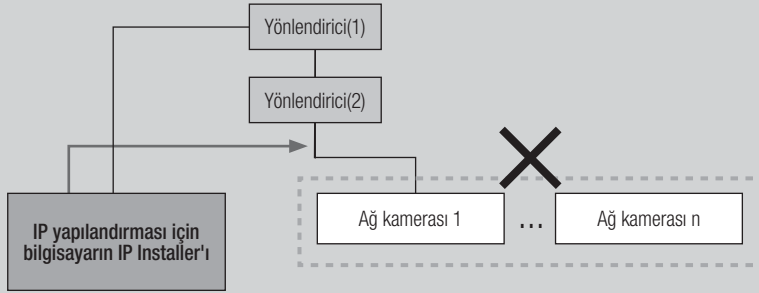 Yönlendirici(1)
Yönlendirici(2)
IP yapılandırması için
bilgisayarın IP Installer'ı
Ağ kamerası 1
...
Ağ kamerası n